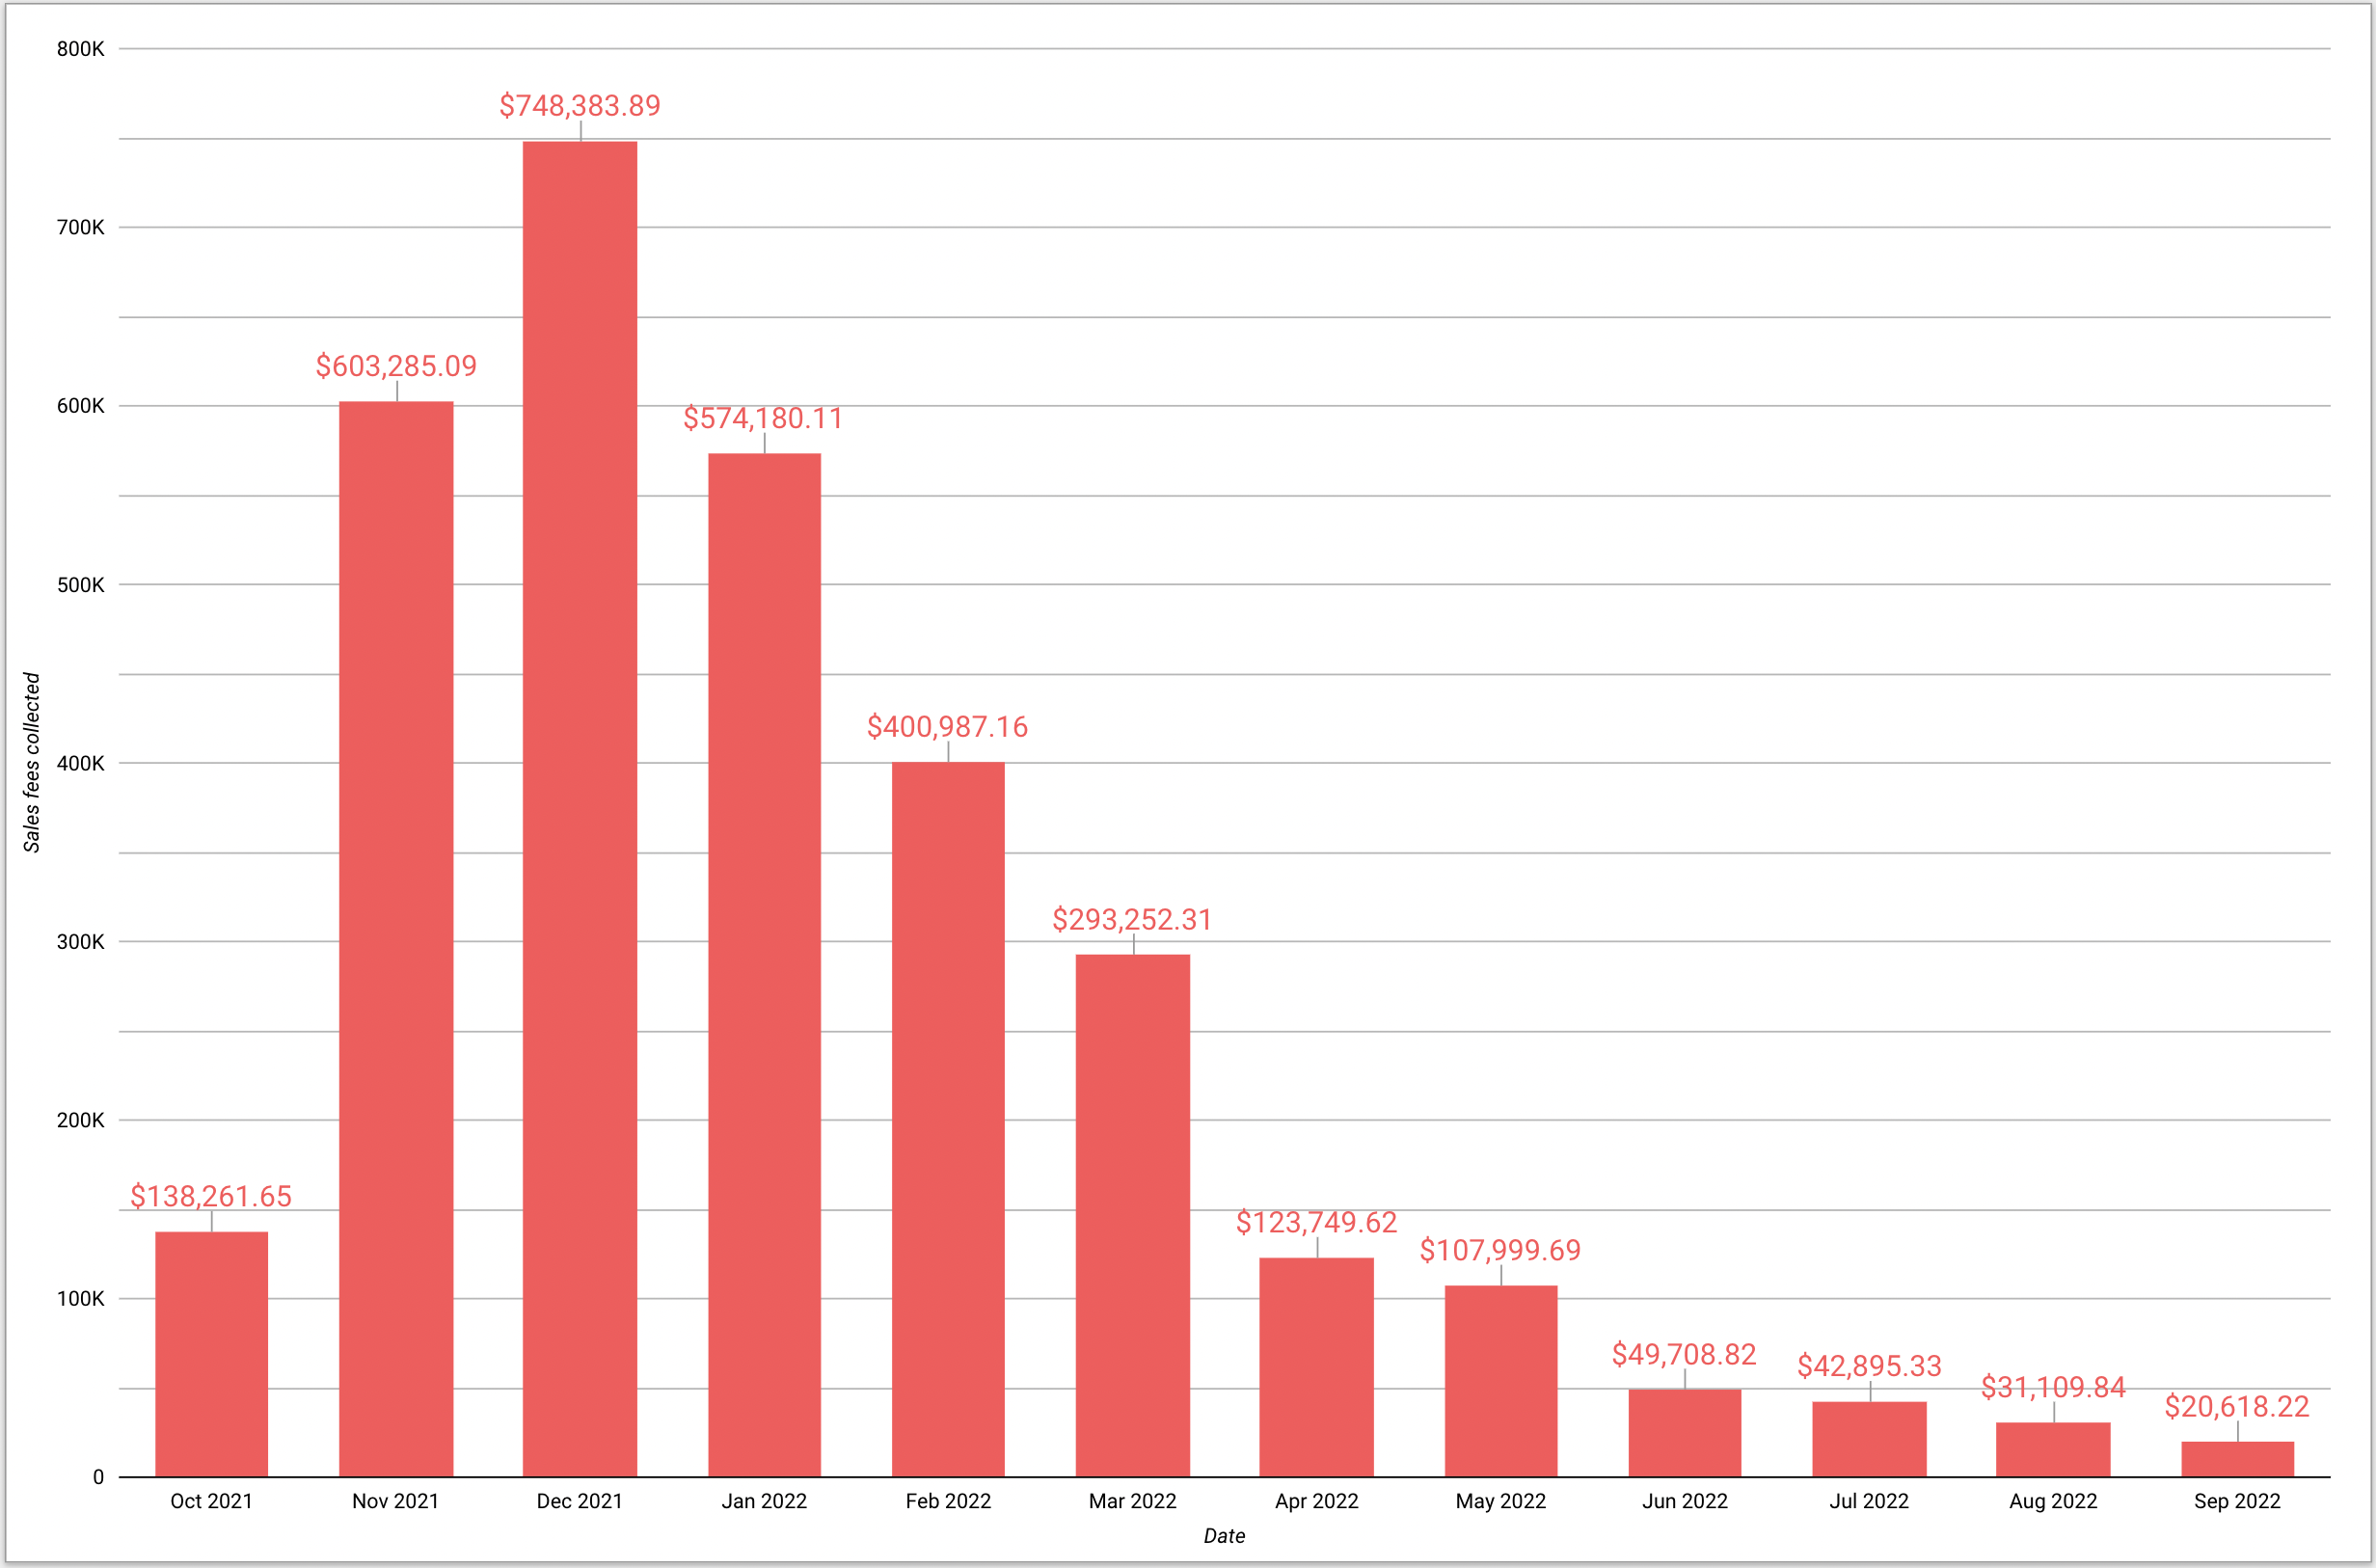 800K
$748,383.89
700K
$603,285.09
600K
$574,180.11
500K
Sales fees collected
$400,987.16
400K
$293,252.31
300K
200K
$138,261.65
$123,749.62
$107,999.69
100K
$49,708.82
$42,895.33
$31,109.84
$20,618.22
0
Oct 2021 Nov 2021 Dec 2021 Jan 2022 Feb 2022 Mar 2022 Apr 2022 May 2022 Jun 2022 Jul 2022 Aug 2022 Sep 2022
Date